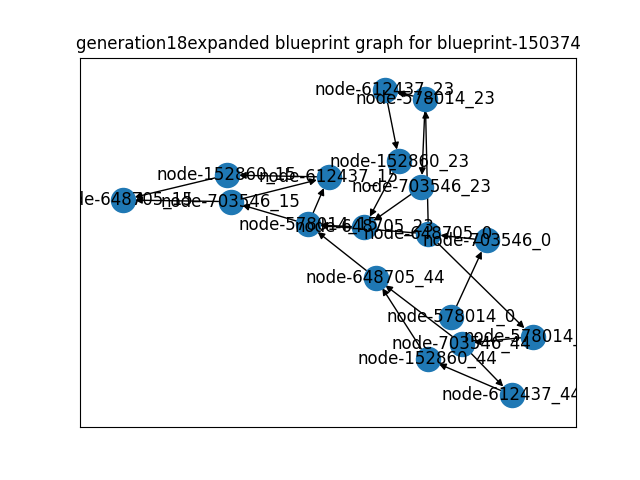 generation18expanded blueprint graph for blueprint-150374
node-612437_23
node-578014_23
node-152860_23
node-152860_15
node-612437_15
node-703546_23
de-648705_15
node-703546_15
node-578014_15
node-648705_23
node-648705_0
node-703546_0
node-648705_44
node-578014_0
node-578014_
node-703546_44
node-152860_44
node-612437_44